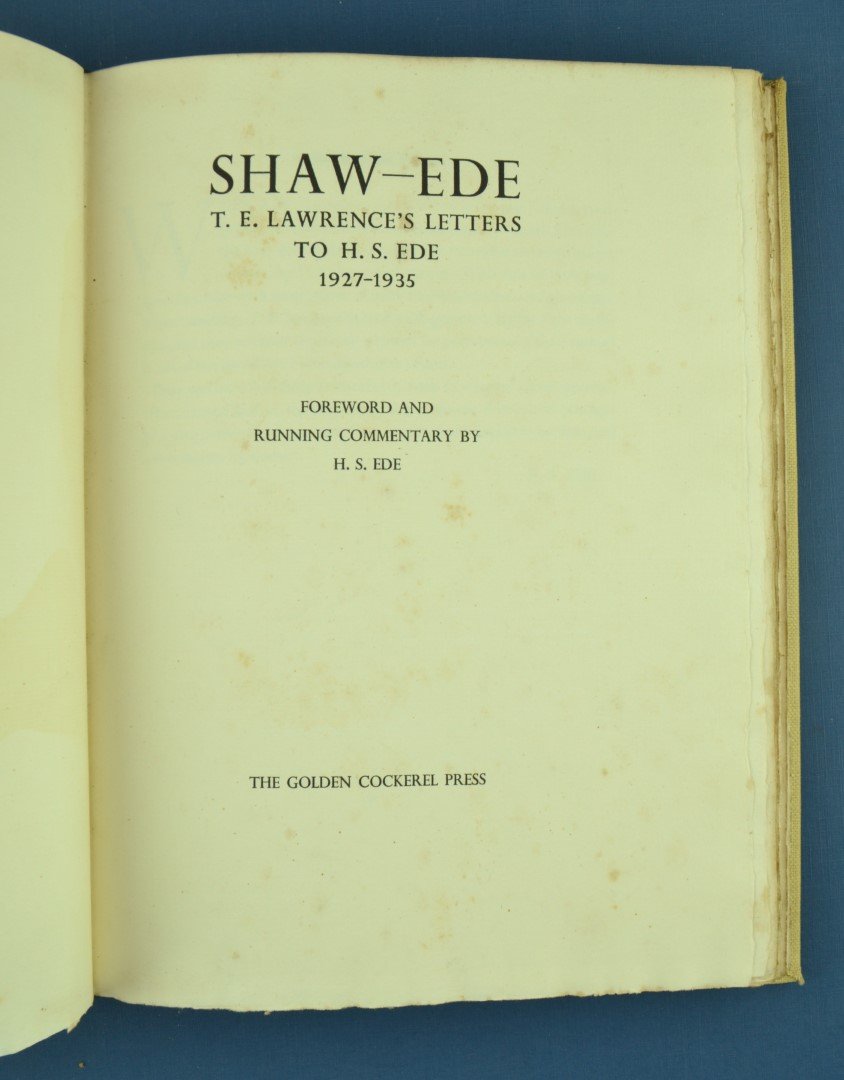 SHAW—EDE
T. E. LAWRENCE'S LETTERS
TO H. S. EDE
1927-1935
FOREWORD AND
RUNNING COMMENTARY BY
H. S. EDE
THE GOLDEN COCKEREL PRESS